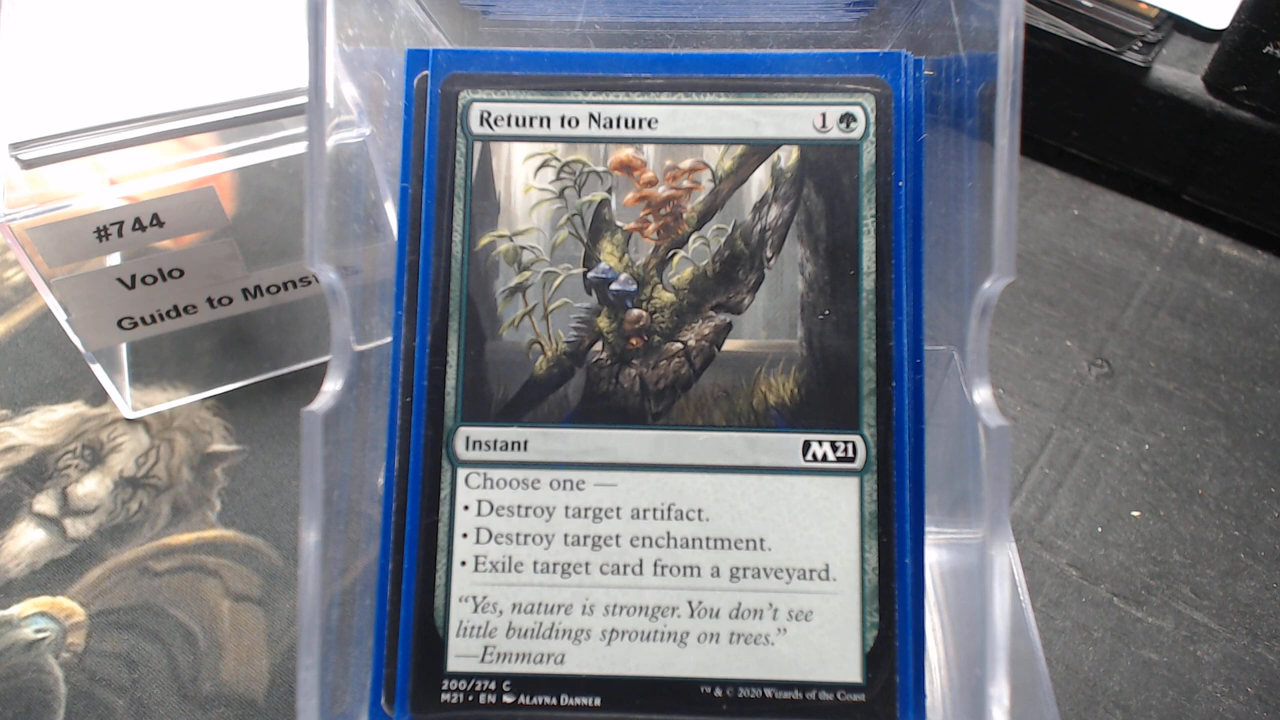 #744
Volo
Guide to Monst
Return to Nature 1
Instant M21
Choose one —
• Destroy target artifact.
• Destroy target enchantment.
• Exile target card from a graveyard.
“Yes, nature is stronger. You don’t see
little buildings sprouting on trees.”
—Emmara
200/274 C
M21 • EN Alayna Danner ™ & © 2020 Wizards of the Coast